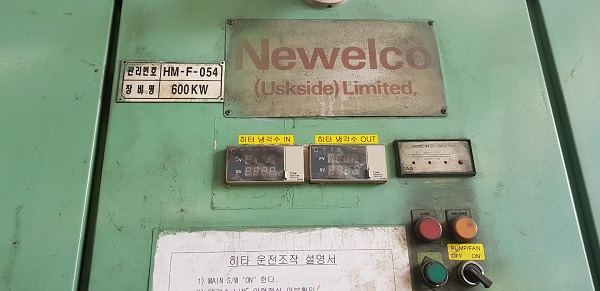 Newelco
(Uskside) Limited.
관리번호 HM-F-054
장비명 600KW
히터 냉각수 IN
히터 냉각수 OUT
PUMP/FAN
OFF ON
히타 운전조작 설명서
1) MAIN S/W "ON" 한다.